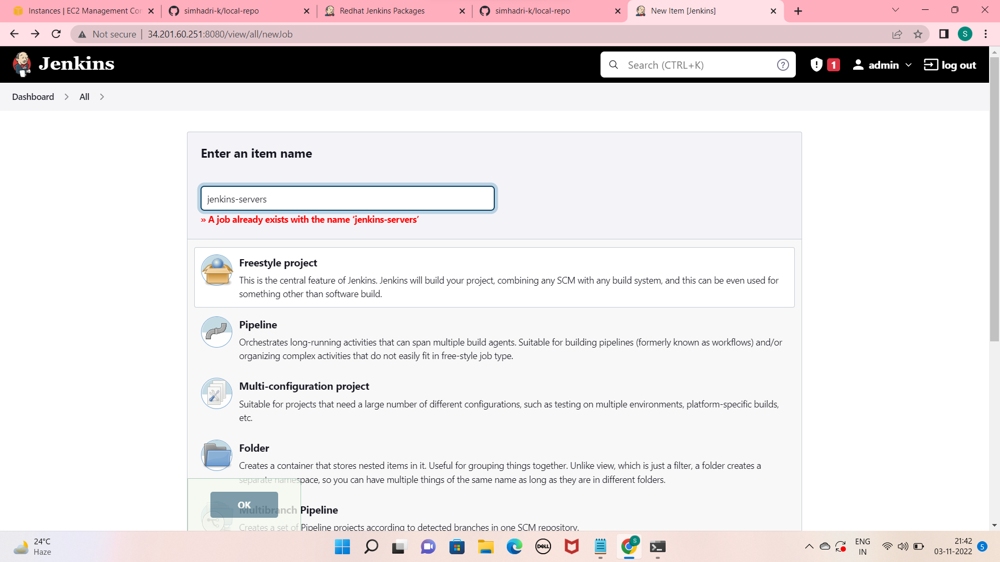 Instances | EC2 Management Con
simhadri-k/local-repo
Redhat Jenkins Packages
simhadri-k/local-repo
New Item [Jenkins]
Not secure
34.201.60.251:8080/view/all/newJob
S
Jenkins
Search (CTRL+K)
1
admin
log out
Dashboard
All
Enter an item name
jenkins-servers
» A job already exists with the name ‘jenkins-servers’
Freestyle project
This is the central feature of Jenkins. Jenkins will build your project, combining any SCM with any build system, and this can be even used for
something other than software build.
Pipeline
Orchestrates long-running activities that can span multiple build agents. Suitable for building pipelines (formerly known as workflows) and/or
organizing complex activities that do not easily fit in free-style job type.
Multi-configuration project
Suitable for projects that need a large number of different configurations, such as testing on multiple environments, platform-specific builds,
etc.
Folder
Creates a container that stores nested items in it. Useful for grouping things together. Unlike view, which is just a filter, a folder creates a
separate namespace, so you can have multiple things of the same name as long as they are in different folders.
OK
Multibranch Pipeline
Creates a set of Pipeline projects according to detected branches in one SCM repository.
24°C
Haze
DELL
S
ENG
IN
21:42
03-11-2022
5